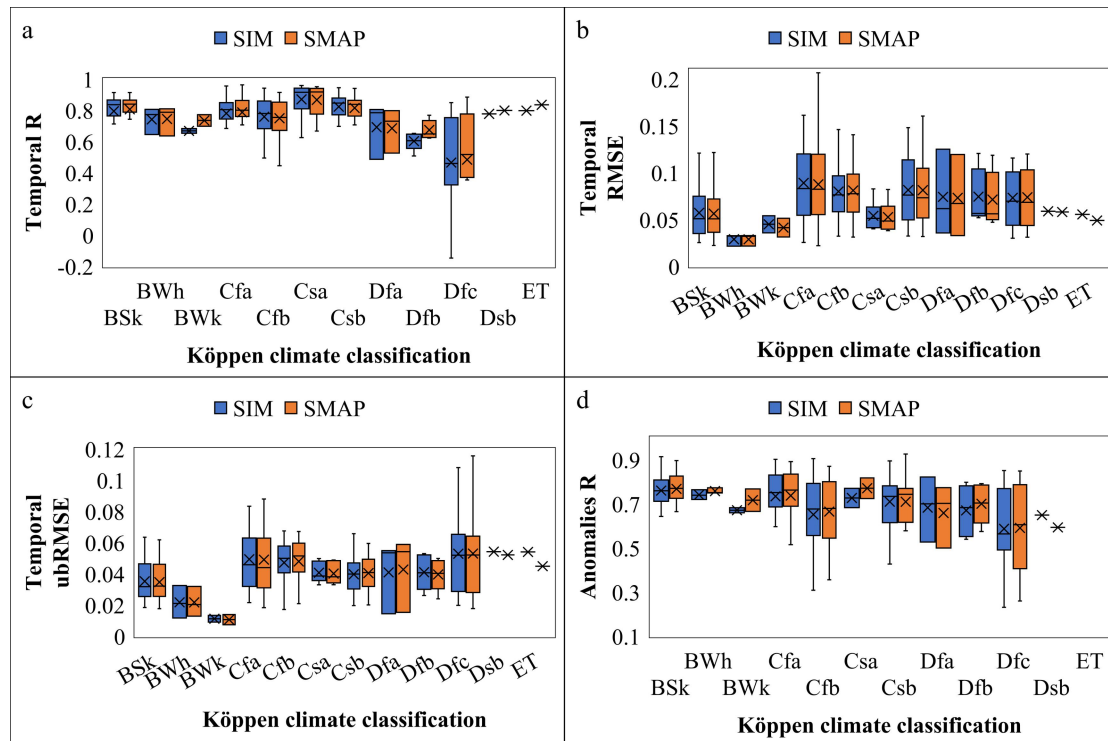 a
SIM SMAP
Temporal R
1
0.8
0.6
0.4
0.2
0
-0.2
BWh Cfa Csa Dfa Dfc ET
BSk BWk Cfb Csb Dfb Dsb
Köppen climate classification
b
SIM SMAP
Temporal
RMSE
0.2
0.15
0.1
0.05
0
BSk BWh BWk Cfa Cfb Csa Csb Dfa Dfb Dfc Dsb ET
Köppen climate classification
c
SIM SMAP
Temporal
ubRMSE
0.12
0.1
0.08
0.06
0.04
0.02
0
BSk BWh BWk Cfa Cfb Csa Csb Dfa Dfb Dfc Dsb ET
Köppen climate classification
d
SIM SMAP
Anomalies R
0.9
0.7
0.5
0.3
0.1
BWh Cfa Csa Dfa Dfc ET
BSk BWk Cfb Csb Dfb Dsb
Köppen climate classification